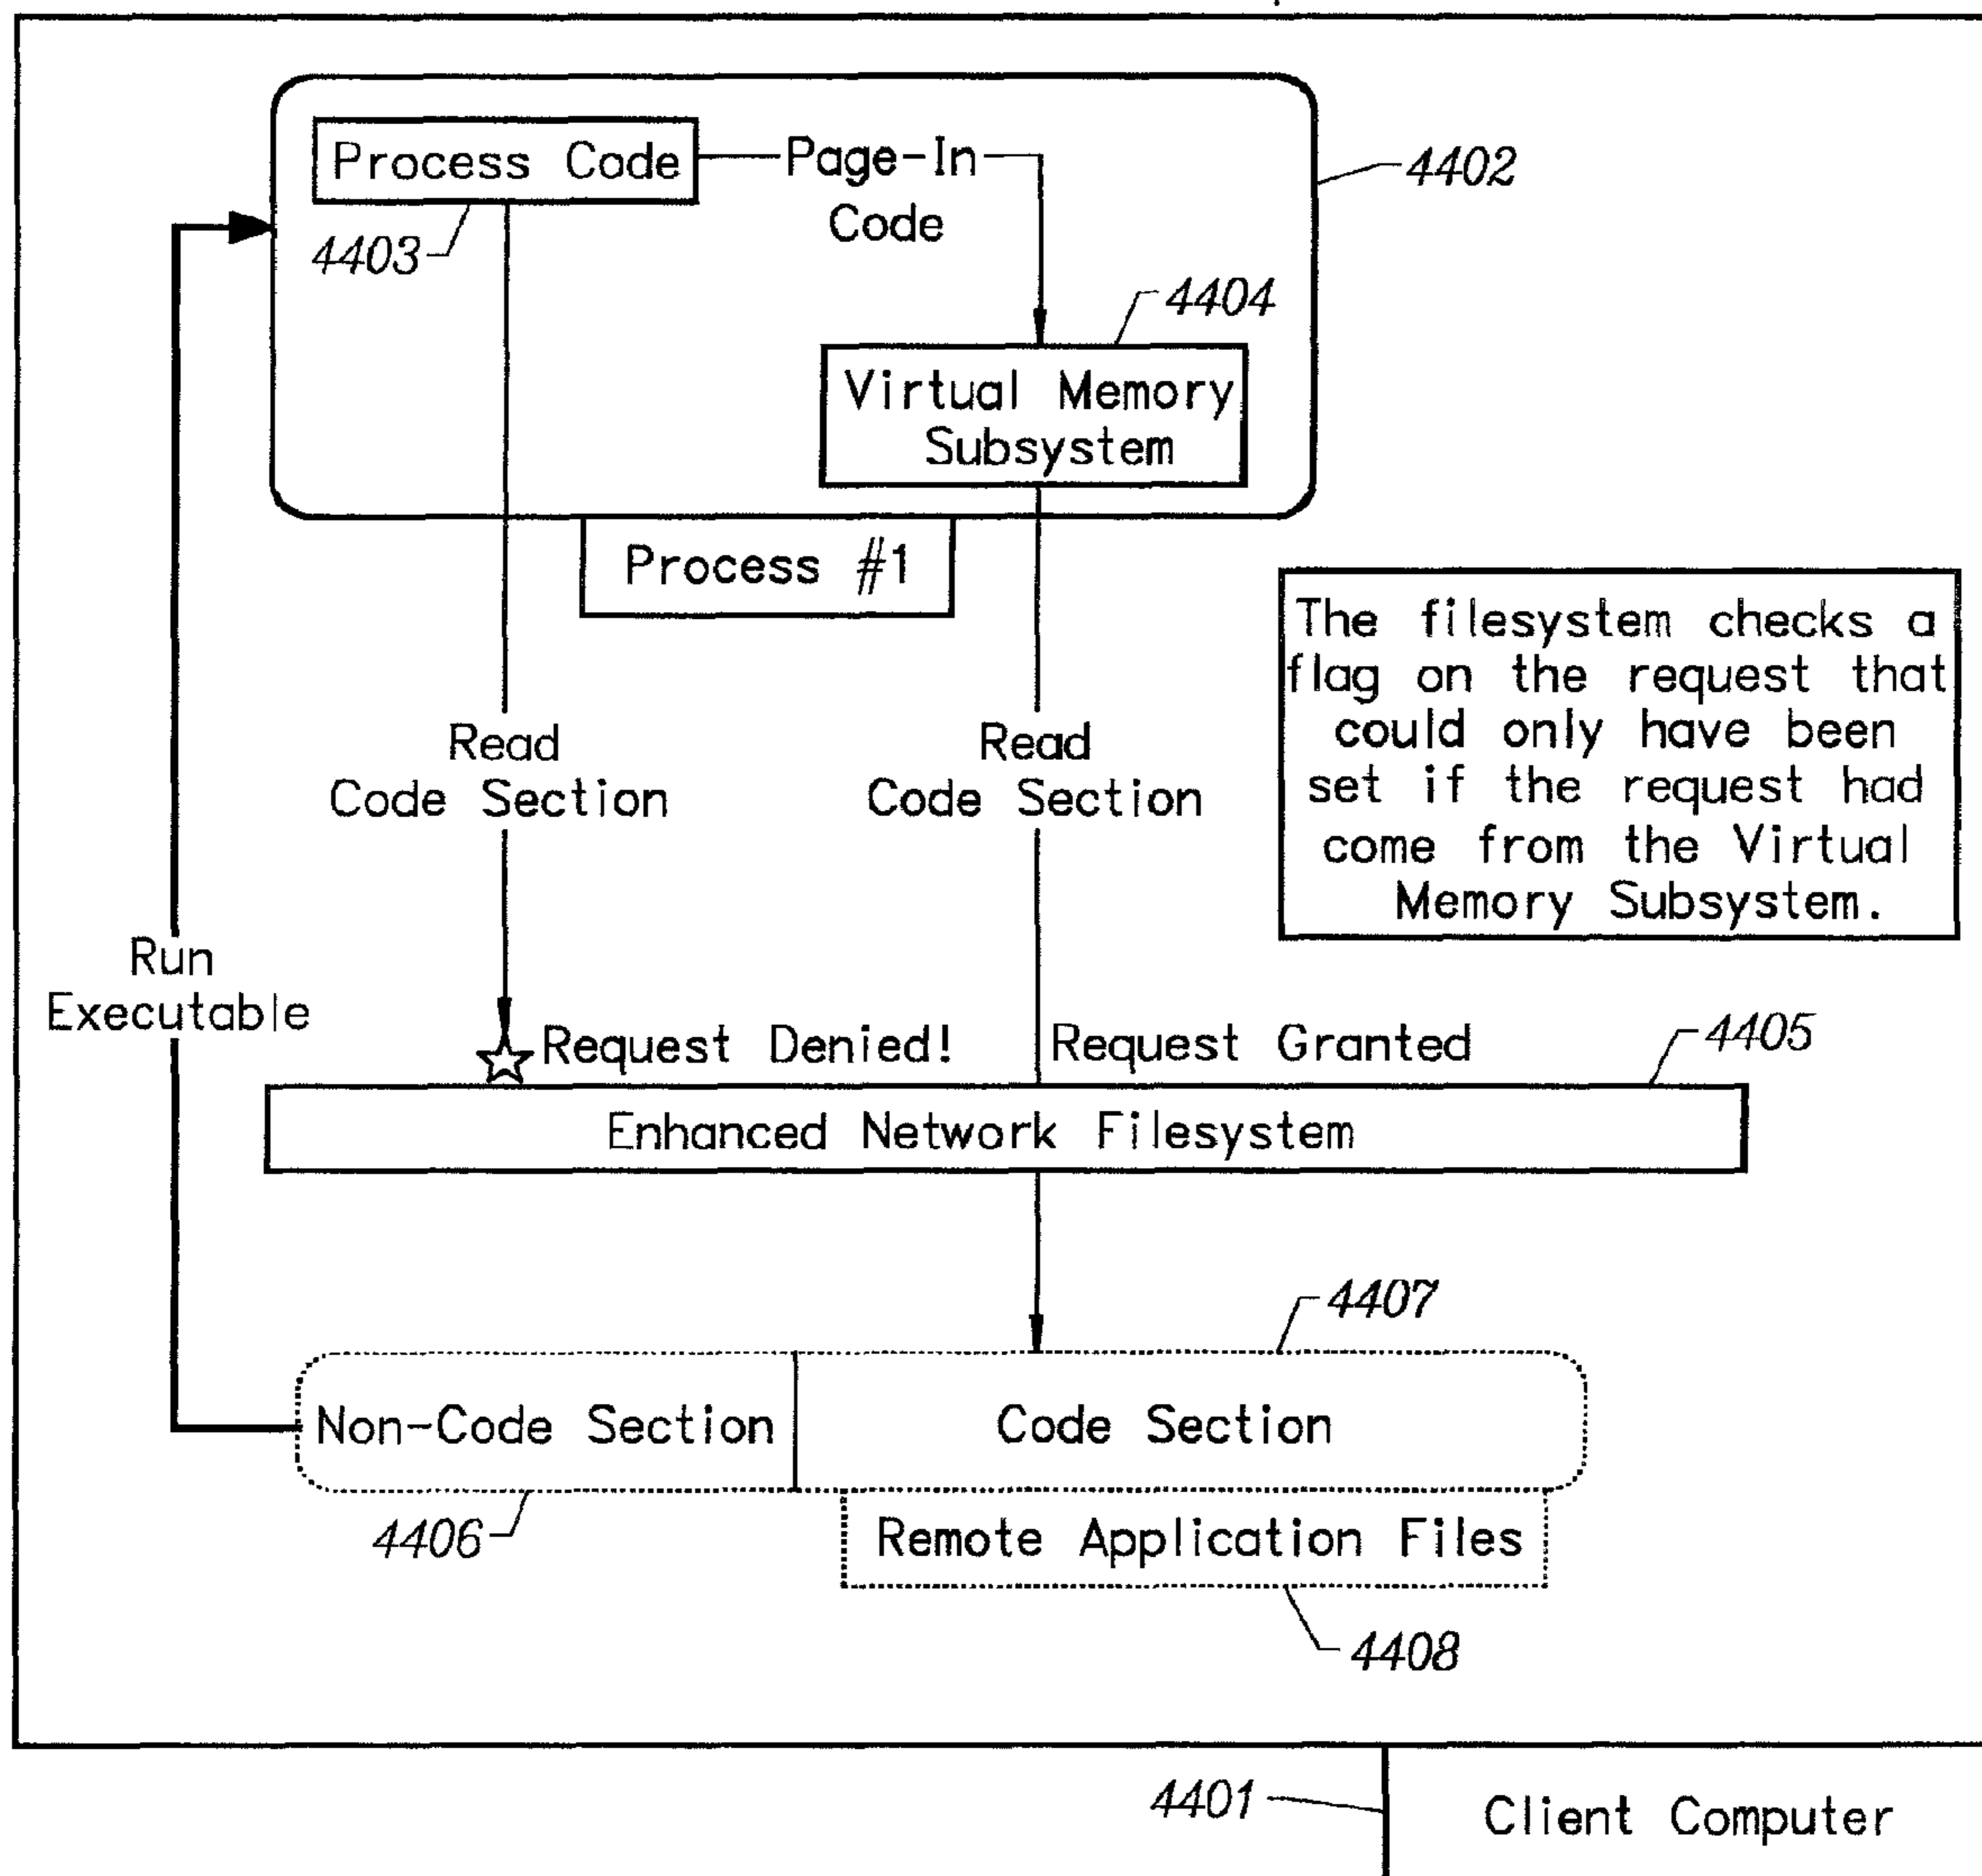 Process Code
Page-In
Code
4402
4403
4404
Virtual Memory
Subsystem
Process #1
The filesystem checks a
flag on the request that
could only have been
set if the request had
come from the Virtual
Memory Subsystem.
Read
Code Section
Read
Code Section
Run
Executable
Request Denied!
Request Granted
4405
Enhanced Network Filesystem
4407
Non-Code Section
Code Section
4406
Remote Application Files
4408
4401
Client Computer